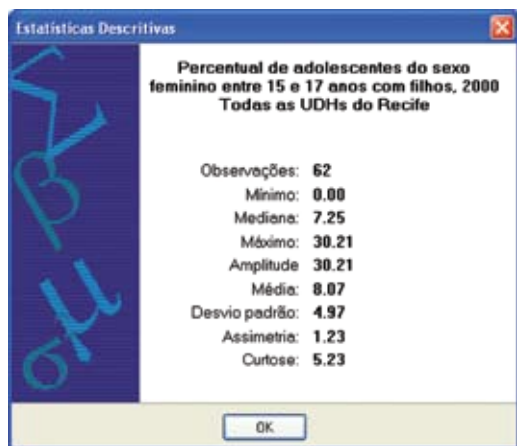 Estatísticas Descritivas
Percentual de adolescentes do sexo
feminino entre 15 e 17 anos com filhos, 2000
Todas as UDHs do Recife
Observações: 62
Mínimo: 0.00
Mediana: 7.25
Máximo: 30.21
Amplitude 30.21
Média: 8.07
Desvio padrão: 4.97
Assimetria: 1.23
Curtose: 5.23
OK
Σ
β
μ
σ